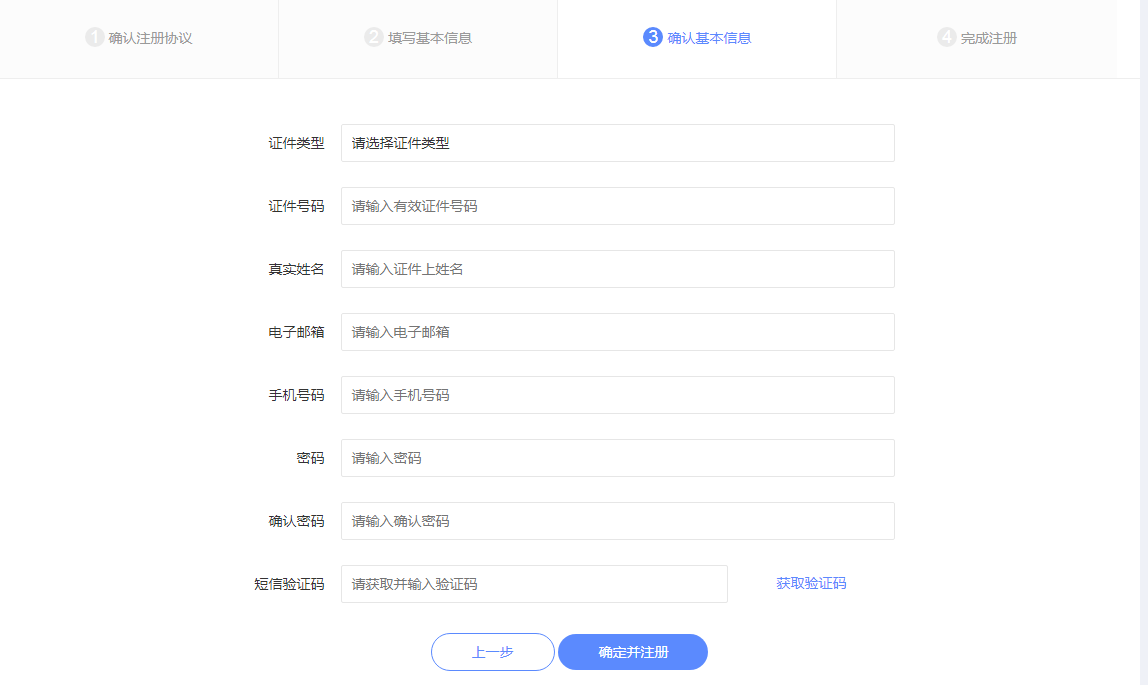 1 确认注册协议 2 填写基本信息 3 确认基本信息 4 完成注册
证件类型 请选择证件类型
证件号码 请输入有效证件号码
真实姓名 请输入证件上姓名
电子邮箱 请输入电子邮箱
手机号码 请输入手机号码
密码 请输入密码
确认密码 请输入确认密码
短信验证码 请获取并输入验证码 获取验证码
上一步 确定并注册